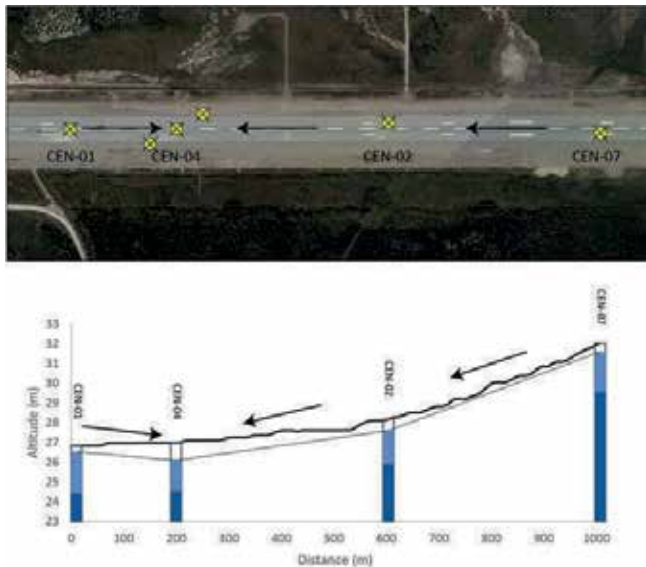 CEN-01 CEN-04 CEN-02 CEN-07
CEN-01
CEN-04
CEN-02
CEN-07
33
32
31
30
29
28
27
26
25
24
23
Altitude (m)
0 100 200 300 400 500 600 700 800 900 1000
Distance (m)